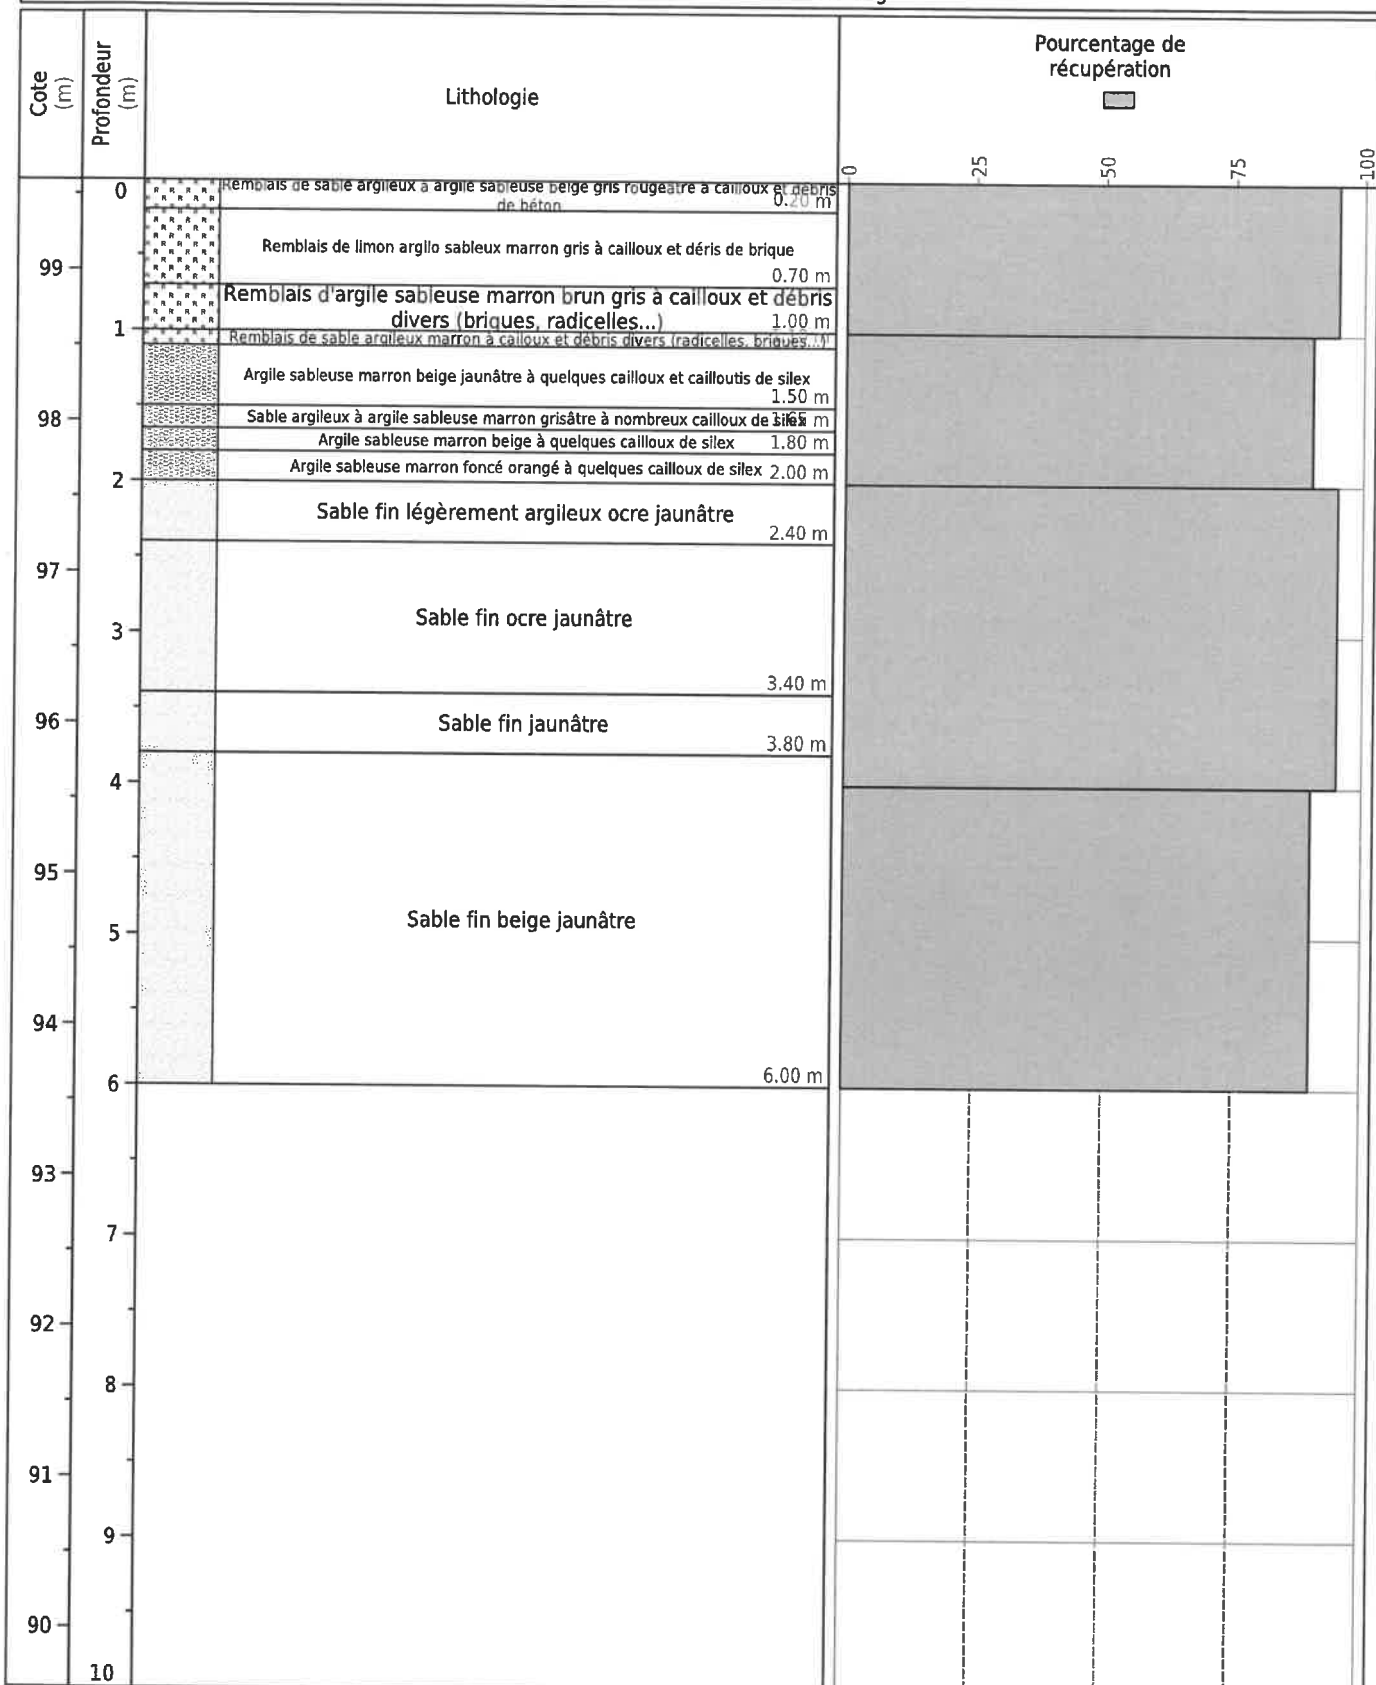 Cote
(m)
Profondeur
(m)
Lithologie
Pourcentage de
récupération
0
25
50
75
100
0
Remblais de sable argileux à argile sableuse beige gris rougeâtre à cailloux et débris
de béton
0.20 m
Remblais de limon argilo sableux marron gris à cailloux et déris de brique
0.70 m
99
Remblais d'argile sableuse marron brun gris à cailloux et débris
divers (briques, radicelles...)
1.00 m
1
Remblais de sable argileux marron à cailoux et débris divers (radicelles, briques...)
Argile sableuse marron beige jaunâtre à quelques cailloux et cailloutis de silex
1.50 m
98
Sable argileux à argile sableuse marron grisâtre à nombreux cailloux de silex
1.65 m
Argile sableuse marron beige à quelques cailloux de silex
1.80 m
Argile sableuse marron foncé orangé à quelques cailloux de silex
2.00 m
2
Sable fin légèrement argileux ocre jaunâtre
2.40 m
97
Sable fin ocre jaunâtre
3
3.40 m
96
Sable fin jaunâtre
3.80 m
4
95
Sable fin beige jaunâtre
5
94
6.00 m
6
93
7
92
8
91
9
90
10